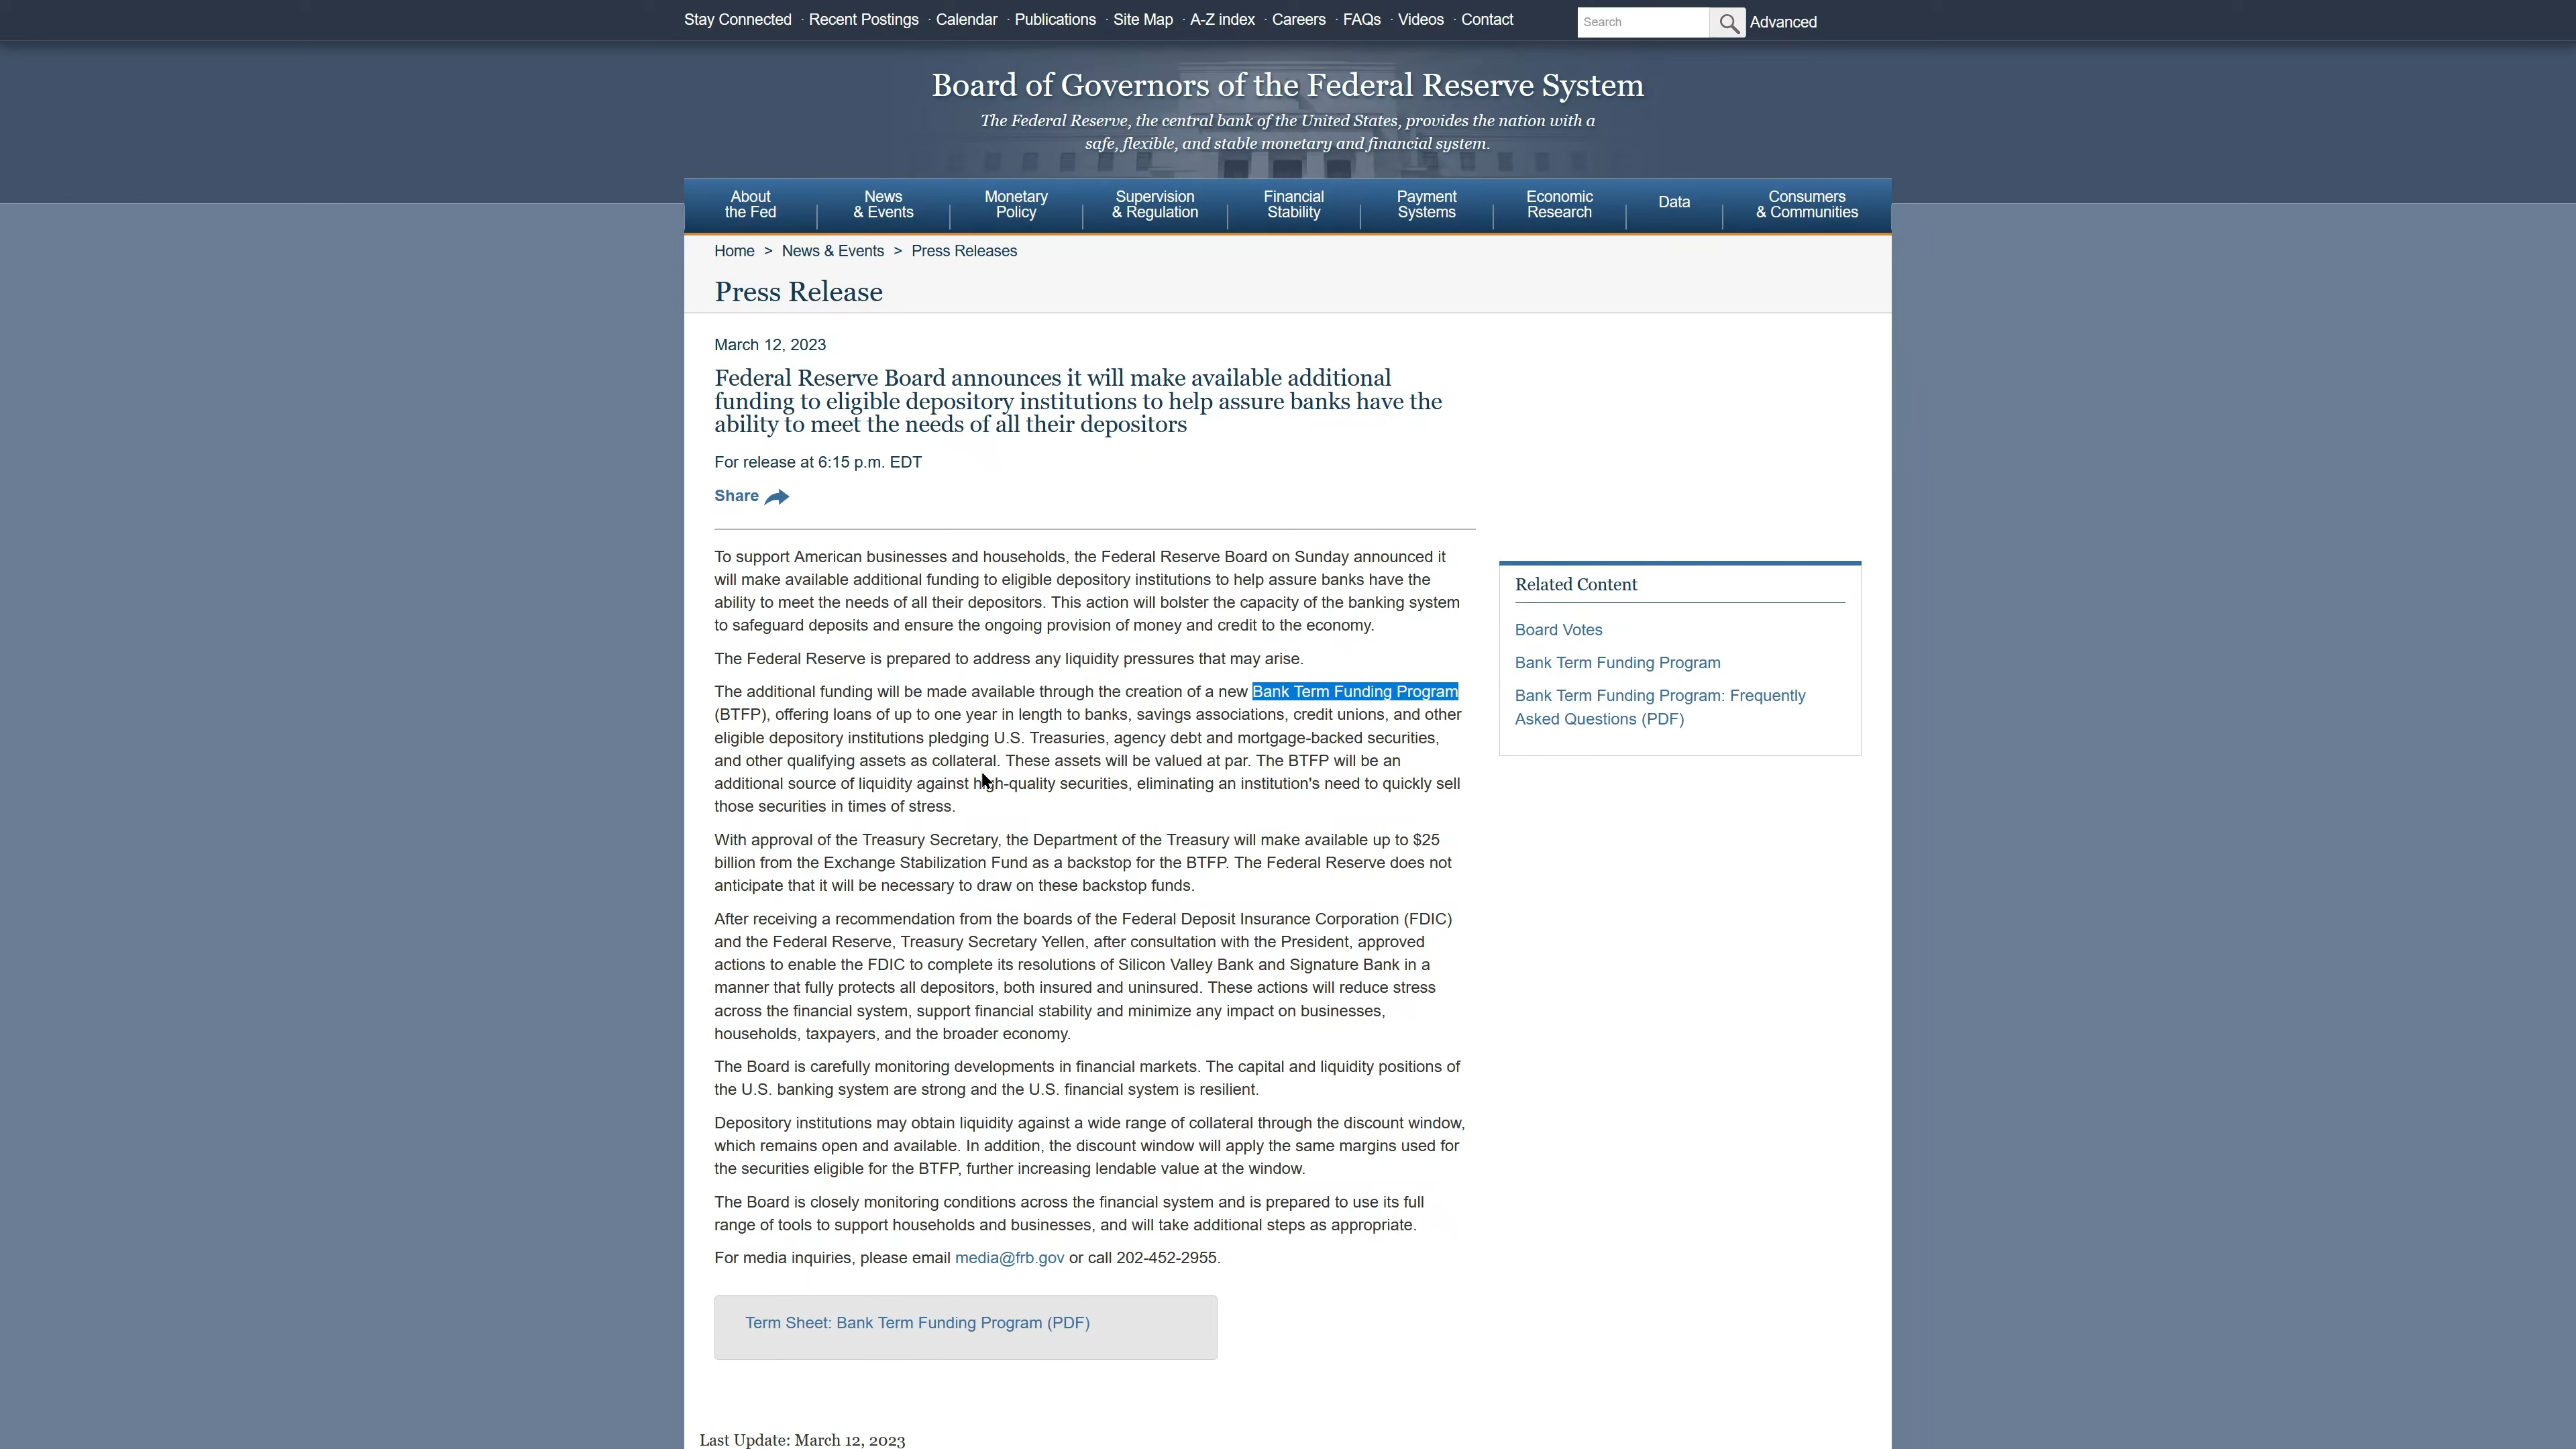 Stay Connected · Recent Postings · Calendar · Publications · Site Map · A-Z index · Careers · FAQs · Videos · Contact Search Advanced
Board of Governors of the Federal Reserve System
The Federal Reserve, the central bank of the United States, provides the nation with a
safe, flexible, and stable monetary and financial system.
About the Fed
News & Events
Monetary Policy
Supervision & Regulation
Financial Stability
Payment Systems
Economic Research
Data
Consumers & Communities
Home > News & Events > Press Releases
Press Release
March 12, 2023
Federal Reserve Board announces it will make available additional
funding to eligible depository institutions to help assure banks have the
ability to meet the needs of all their depositors
For release at 6:15 p.m. EDT
Share
To support American businesses and households, the Federal Reserve Board on Sunday announced it
will make available additional funding to eligible depository institutions to help assure banks have the
ability to meet the needs of all their depositors. This action will bolster the capacity of the banking system
to safeguard deposits and ensure the ongoing provision of money and credit to the economy.
The Federal Reserve is prepared to address any liquidity pressures that may arise.
The additional funding will be made available through the creation of a new Bank Term Funding Program
(BTFP), offering loans of up to one year in length to banks, savings associations, credit unions, and other
eligible depository institutions pledging U.S. Treasuries, agency debt and mortgage-backed securities,
and other qualifying assets as collateral. These assets will be valued at par. The BTFP will be an
additional source of liquidity against high-quality securities, eliminating an institution's need to quickly sell
those securities in times of stress.
With approval of the Treasury Secretary, the Department of the Treasury will make available up to $25
billion from the Exchange Stabilization Fund as a backstop for the BTFP. The Federal Reserve does not
anticipate that it will be necessary to draw on these backstop funds.
After receiving a recommendation from the boards of the Federal Deposit Insurance Corporation (FDIC)
and the Federal Reserve, Treasury Secretary Yellen, after consultation with the President, approved
actions to enable the FDIC to complete its resolutions of Silicon Valley Bank and Signature Bank in a
manner that fully protects all depositors, both insured and uninsured. These actions will reduce stress
across the financial system, support financial stability and minimize any impact on businesses,
households, taxpayers, and the broader economy.
The Board is carefully monitoring developments in financial markets. The capital and liquidity positions of
the U.S. banking system are strong and the U.S. financial system is resilient.
Depository institutions may obtain liquidity against a wide range of collateral through the discount window,
which remains open and available. In addition, the discount window will apply the same margins used for
the securities eligible for the BTFP, further increasing lendable value at the window.
The Board is closely monitoring conditions across the financial system and is prepared to use its full
range of tools to support households and businesses, and will take additional steps as appropriate.
For media inquiries, please email media@frb.gov or call 202-452-2955.
Term Sheet: Bank Term Funding Program (PDF)
Related Content
Board Votes
Bank Term Funding Program
Bank Term Funding Program: Frequently
Asked Questions (PDF)
Last Update: March 12, 2023